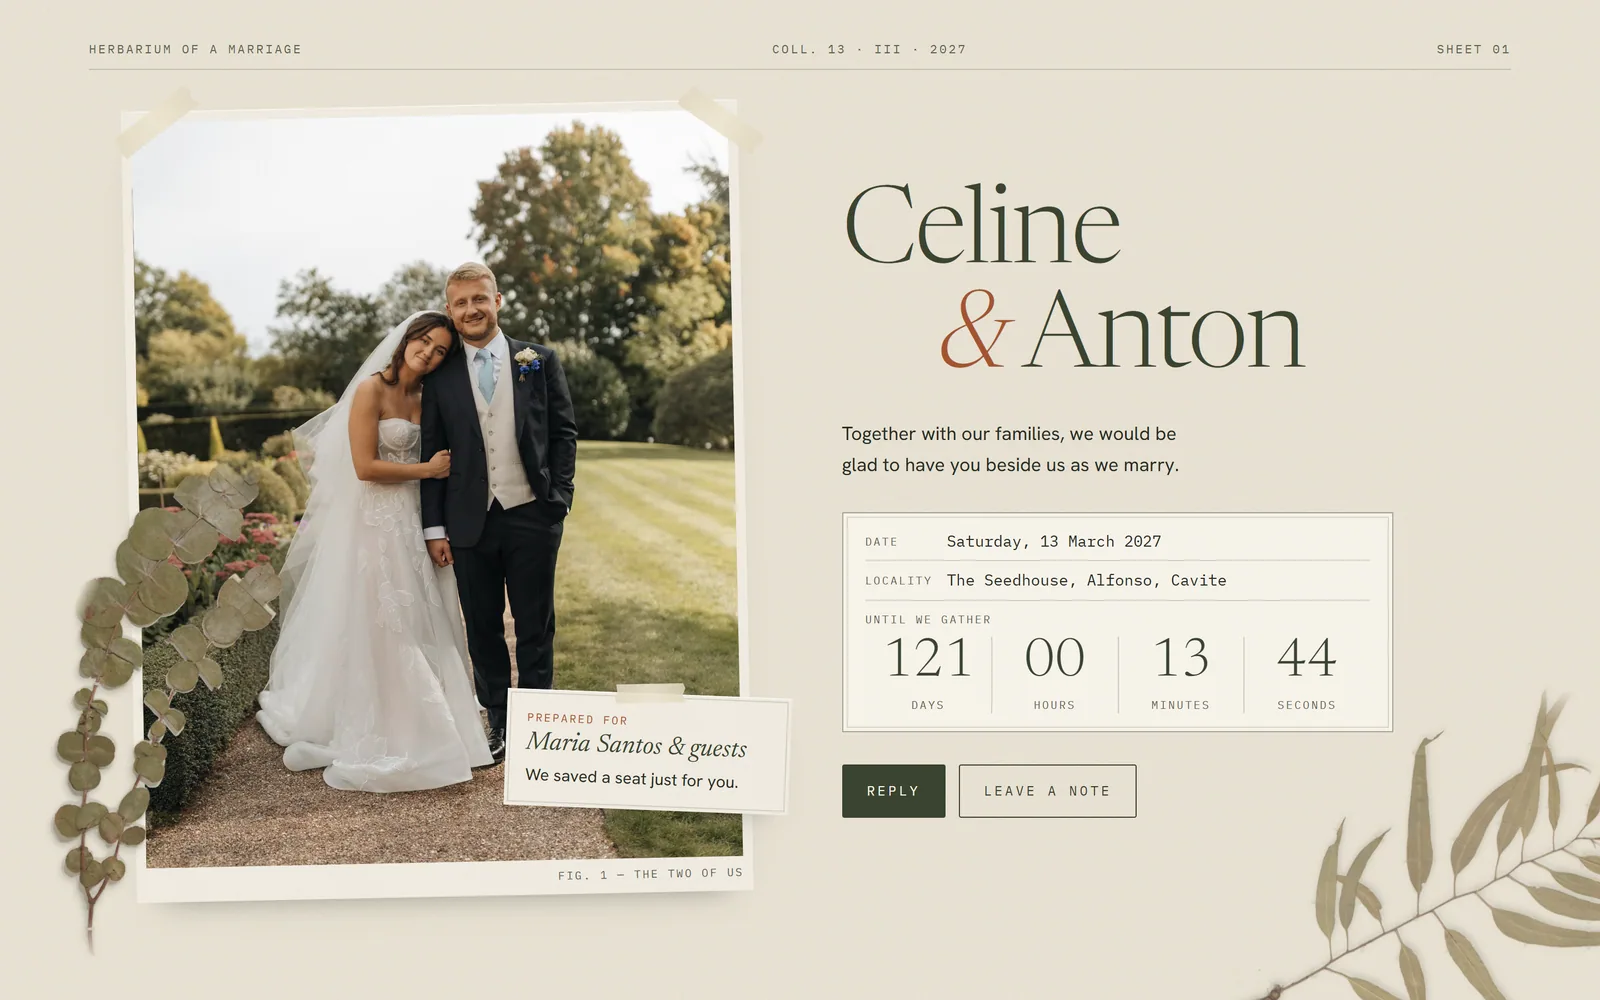 HERBARIUM OF A MARRIAGE
COLL. 13 · III · 2027
SHEET 01
Celine
& Anton
Together with our families, we would be
glad to have you beside us as we marry.
DATE Saturday, 13 March 2027
LOCALITY The Seedhouse, Alfonso, Cavite
UNTIL WE GATHER
121 00 13 44
DAYS HOURS MINUTES SECONDS
REPLY
LEAVE A NOTE
PREPARED FOR
Maria Santos & guests
We saved a seat just for you.
FIG. 1 — THE TWO OF US